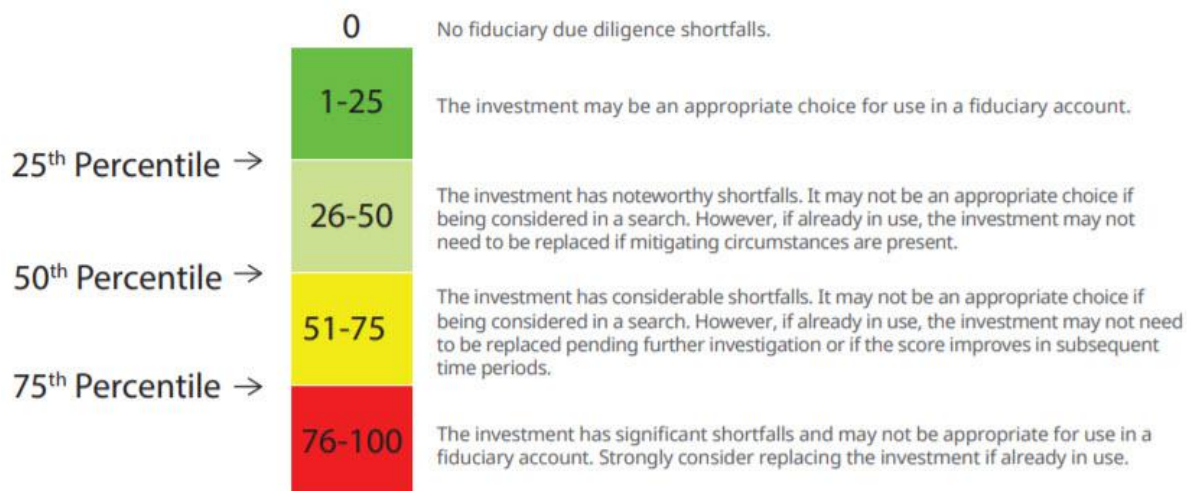 0
No fiduciary due diligence shortfalls.
1-25
The investment may be an appropriate choice for use in a fiduciary account.
25th Percentile →
26-50
The investment has noteworthy shortfalls. It may not be an appropriate choice if
being considered in a search. However, if already in use, the investment may not
need to be replaced if mitigating circumstances are present.
50th Percentile →
51-75
The investment has considerable shortfalls. It may not be an appropriate choice if
being considered in a search. However, if already in use, the investment may not need
to be replaced pending further investigation or if the score improves in subsequent
time periods.
75th Percentile →
76-100
The investment has significant shortfalls and may not be appropriate for use in a
fiduciary account. Strongly consider replacing the investment if already in use.